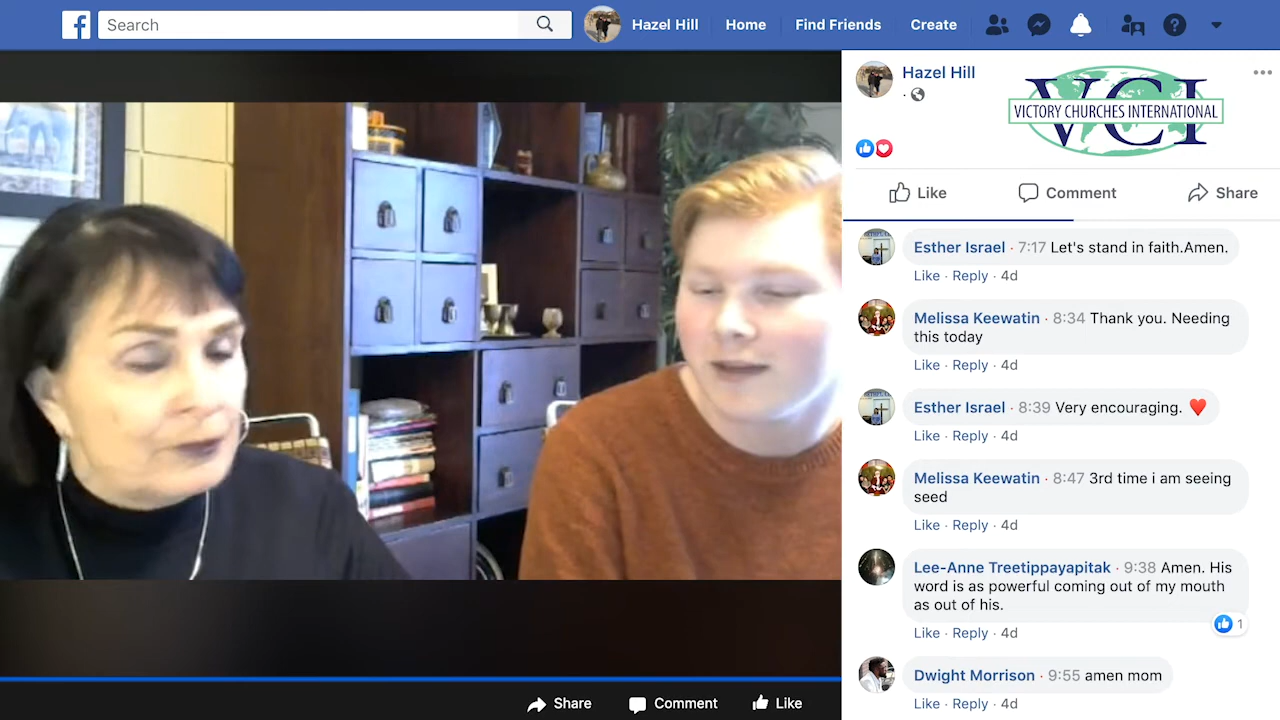 Search
Hazel Hill
Home
Find Friends
Create
Hazel Hill
VCI
VICTORY CHURCHES INTERNATIONAL
Like
Comment
Share
Esther Israel · 7:17 Let's stand in faith.Amen.
Like · Reply · 4d
Melissa Keewatin · 8:34 Thank you. Needing
this today
Like · Reply · 4d
Esther Israel · 8:39 Very encouraging. ❤️
Like · Reply · 4d
Melissa Keewatin · 8:47 3rd time i am seeing
seed
Like · Reply · 4d
Lee-Anne Treetippayapitak · 9:38 Amen. His
word is as powerful coming out of my mouth
as out of his.
1
Like · Reply · 4d
Dwight Morrison · 9:55 amen mom
Like · Reply · 4d
Share
Comment
Like